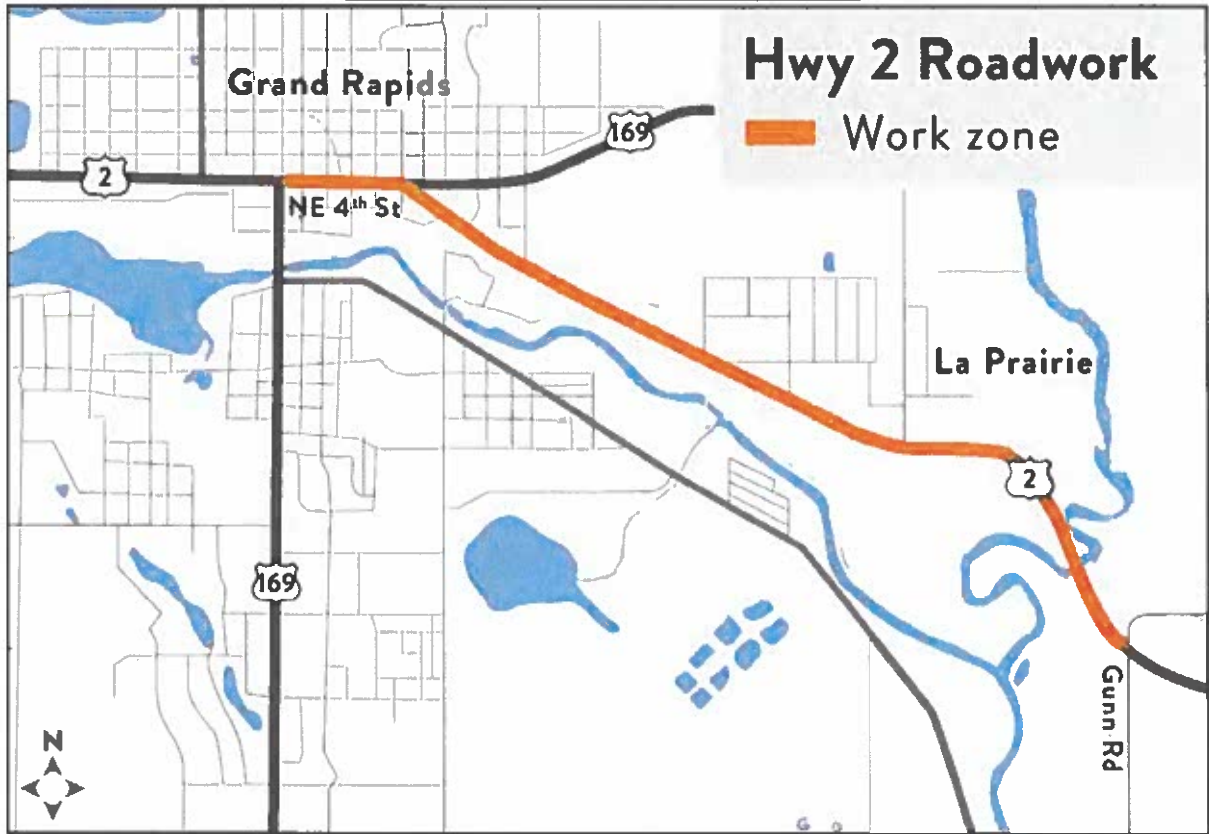 Hwy 2 Roadwork
Work zone
Grand Rapids
169
2
NE 4th St
La Prairie
2
169
Gunn Rd
N